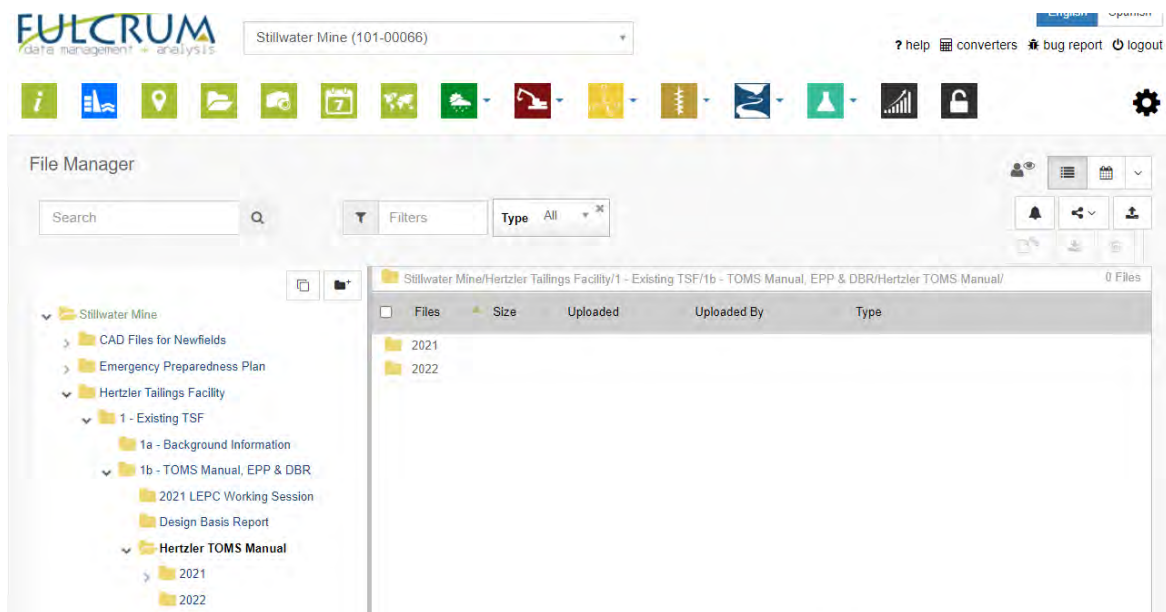 English Spanish
FULCRUM
data management + analysis
Stillwater Mine (101-00066)
? help converters bug report logout
i 7
File Manager
Search Filters Type All ×
Stillwater Mine/Hertzler Tailings Facility/1 - Existing TSF/1b - TOMS Manual, EPP & DBR/Hertzler TOMS Manual/ 0 Files
Files Size Uploaded Uploaded By Type
2021
2022
Stillwater Mine
CAD Files for Newfields
Emergency Preparedness Plan
Hertzler Tailings Facility
1 - Existing TSF
1a - Background Information
1b - TOMS Manual, EPP & DBR
2021 LEPC Working Session
Design Basis Report
Hertzler TOMS Manual
2021
2022